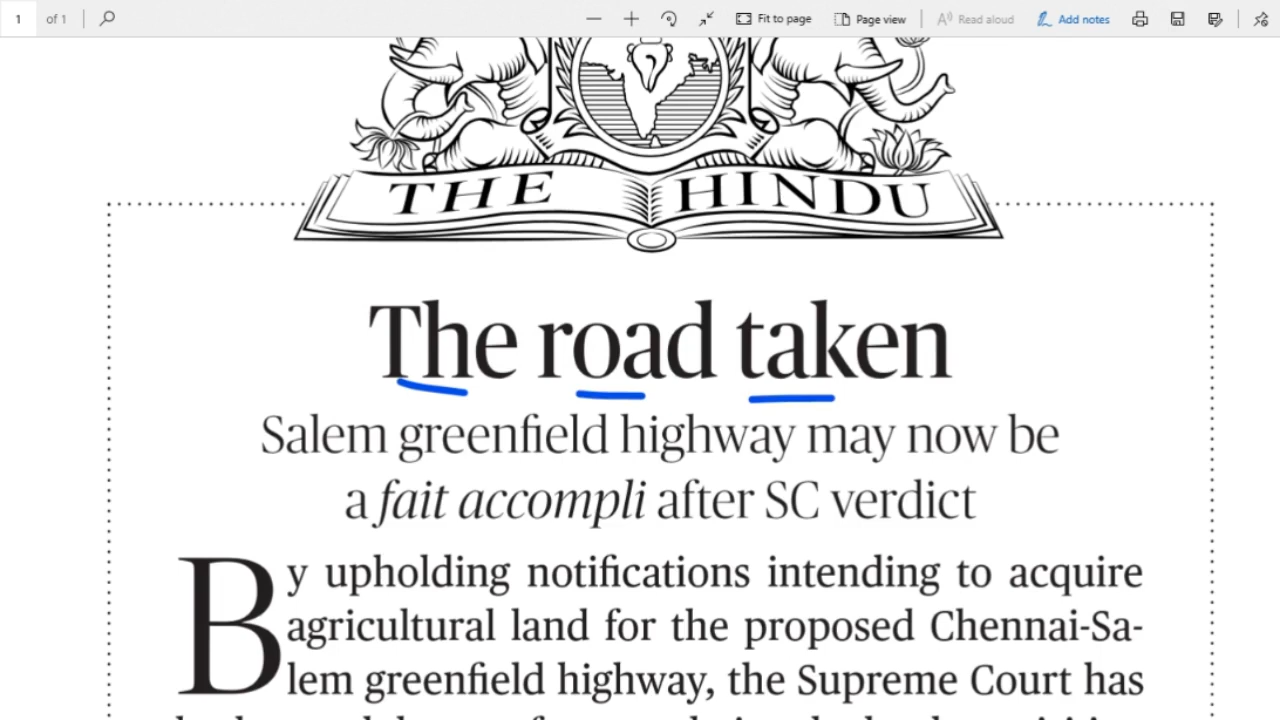 1 of 1 Fit to page Page view Read aloud Add notes
THE HINDU
The road taken
Salem greenfield highway may now be
a fait accompli after SC verdict
By upholding notifications intending to acquire
agricultural land for the proposed Chennai-Sa-
lem greenfield highway, the Supreme Court has